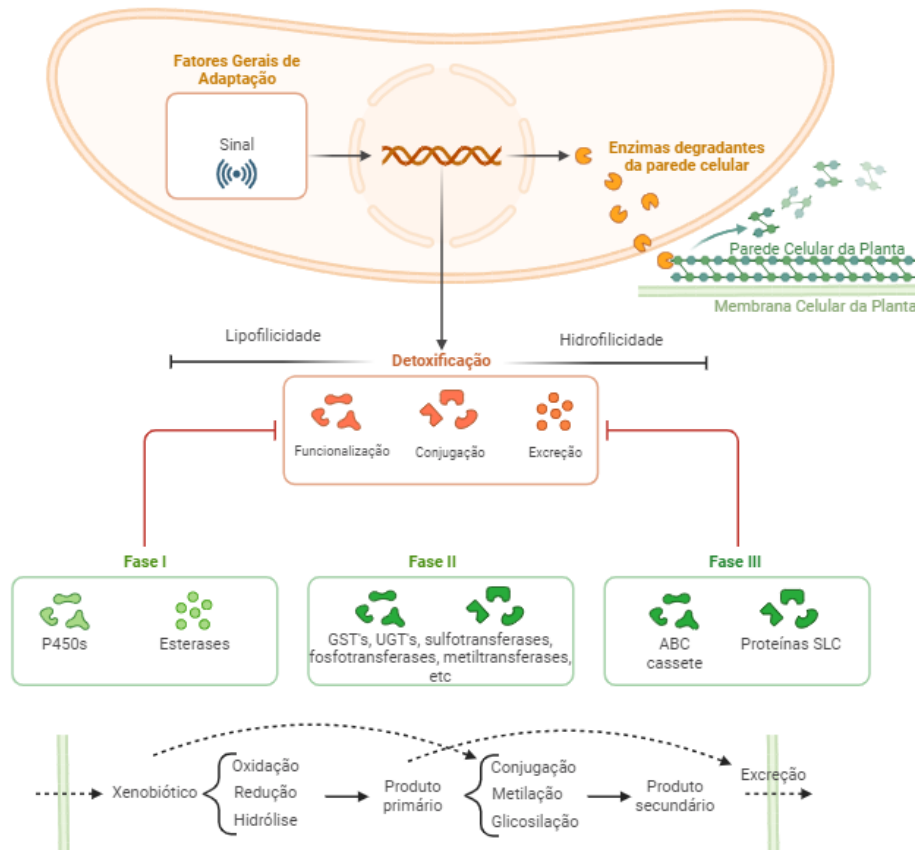 Fatores Gerais de
Adaptação
Sinal
Enzimas degradantes
da parede celular
Parede Celular da Planta
Membrana Celular da Planta
Lipofilicidade
Hidrofilicidade
Detoxificação
Funcionalização
Conjugação
Excreção
Fase I
Fase II
Fase III
P450s
Esterases
GST's, UGT's, sulfotransferases,
fosfotransferases, metiltransferases,
etc
ABC
cassete
Proteínas SLC
Xenobiótico
Oxidação
Redução
Hidrólise
Produto
primário
Conjugação
Metilação
Glicosilação
Produto
secundário
Excreção